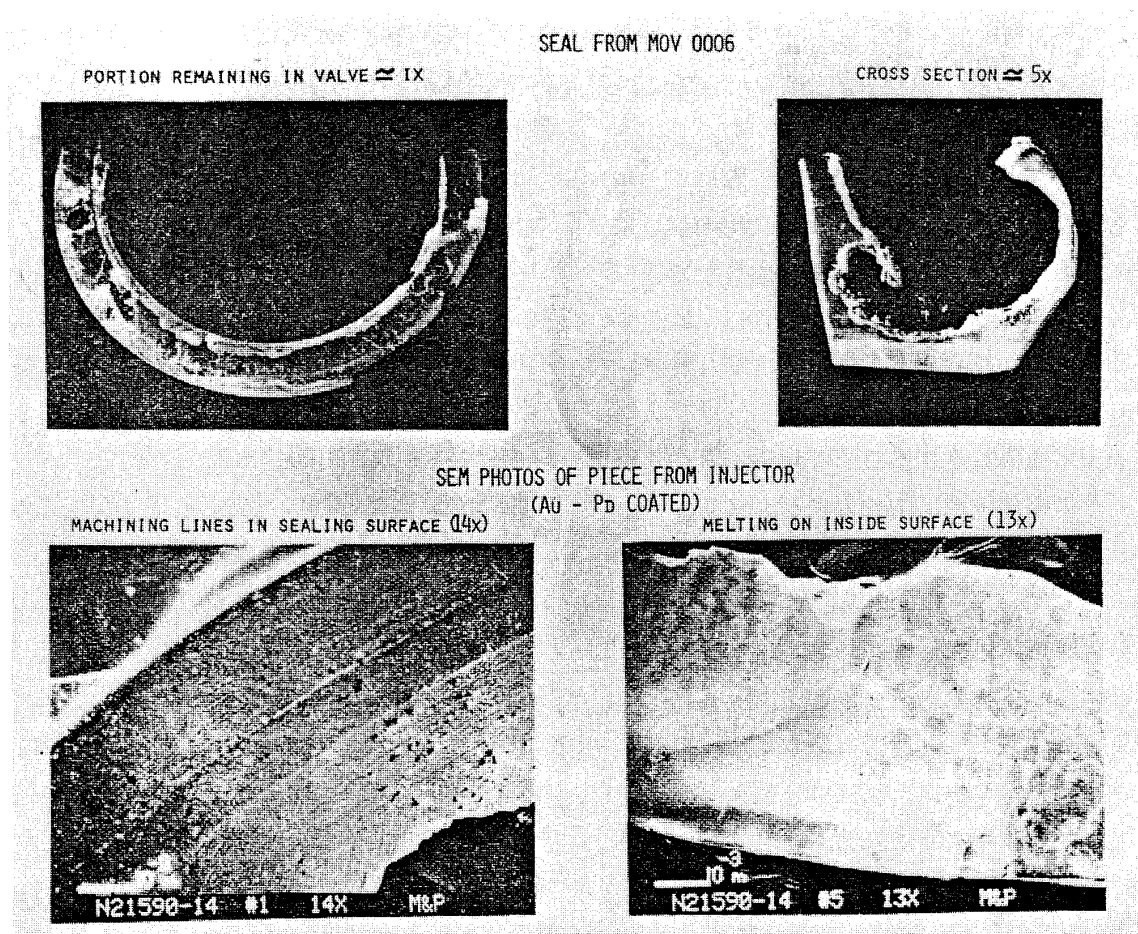 SEAL FROM MOV 0006
PORTION REMAINING IN VALVE ≃ 1X
CROSS SECTION ≃ 5x
SEM PHOTOS OF PIECE FROM INJECTOR
(Au - PD COATED)
MACHINING LINES IN SEALING SURFACE (14x)
MELTING ON INSIDE SURFACE (13x)
N21590-14 #1 14X M&P
-3
10 m
N21590-14 #5 13X M&P